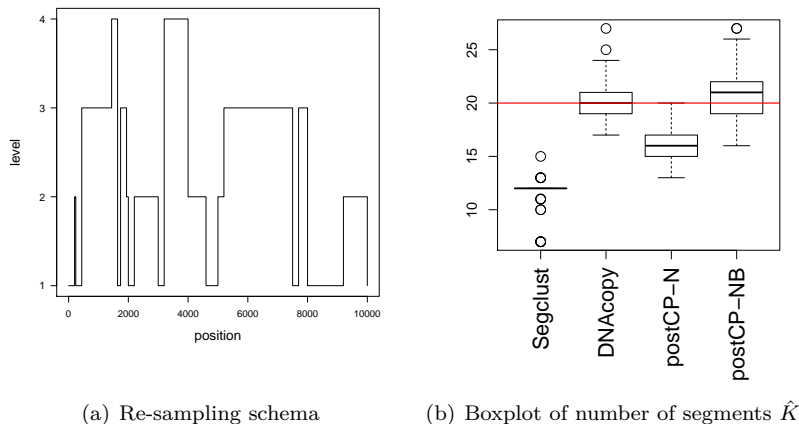 4
3
2
1
level
0 2000 4000 6000 8000 10000
position
25
20
15
10
Segclust
DNAcopy
postCP−N
postCP−NB
(a) Re-sampling schema
(b) Boxplot of number of segments K̂